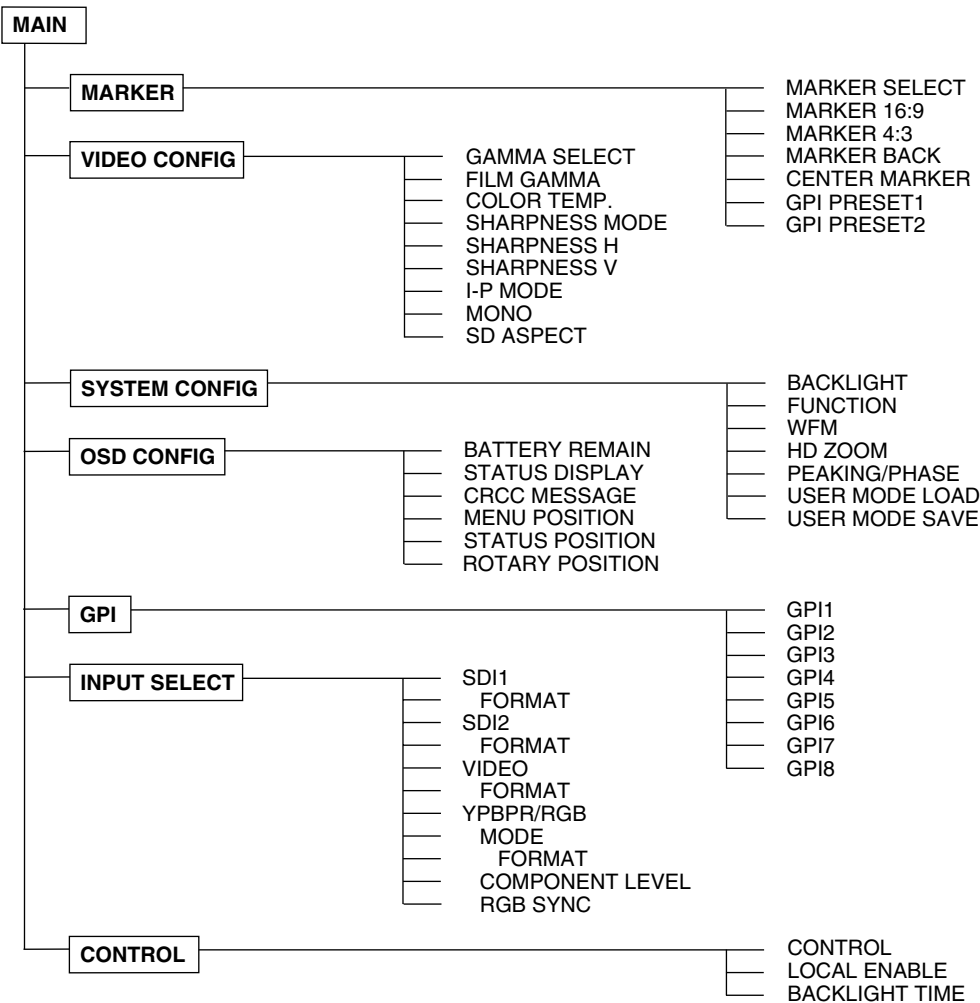 MAIN
MARKER
MARKER SELECT
MARKER 16:9
MARKER 4:3
MARKER BACK
CENTER MARKER
GPI PRESET1
GPI PRESET2
VIDEO CONFIG
GAMMA SELECT
FILM GAMMA
COLOR TEMP.
SHARPNESS MODE
SHARPNESS H
SHARPNESS V
I-P MODE
MONO
SD ASPECT
SYSTEM CONFIG
BACKLIGHT
FUNCTION
WFM
HD ZOOM
PEAKING/PHASE
USER MODE LOAD
USER MODE SAVE
OSD CONFIG
BATTERY REMAIN
STATUS DISPLAY
CRCC MESSAGE
MENU POSITION
STATUS POSITION
ROTARY POSITION
GPI
GPI1
GPI2
GPI3
GPI4
GPI5
GPI6
GPI7
GPI8
INPUT SELECT
SDI1
FORMAT
SDI2
FORMAT
VIDEO
FORMAT
YPBPR/RGB
MODE
FORMAT
COMPONENT LEVEL
RGB SYNC
CONTROL
CONTROL
LOCAL ENABLE
BACKLIGHT TIME